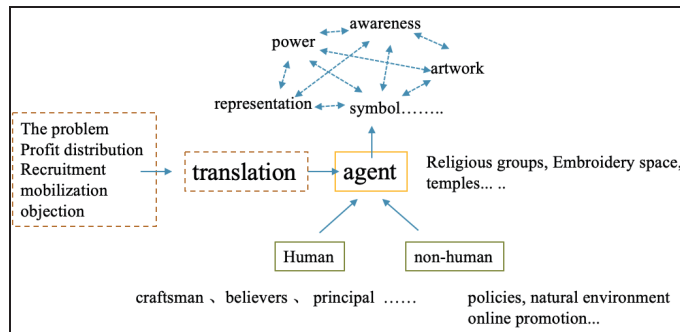 awareness
power
artwork
representation
symbol........
The problem
Profit distribution
Recruitment
mobilization
objection
translation
agent
Religious groups, Embroidery space,
temples... ..
Human
non-human
craftsman 、believers 、 principal ……
policies, natural environment
online promotion...